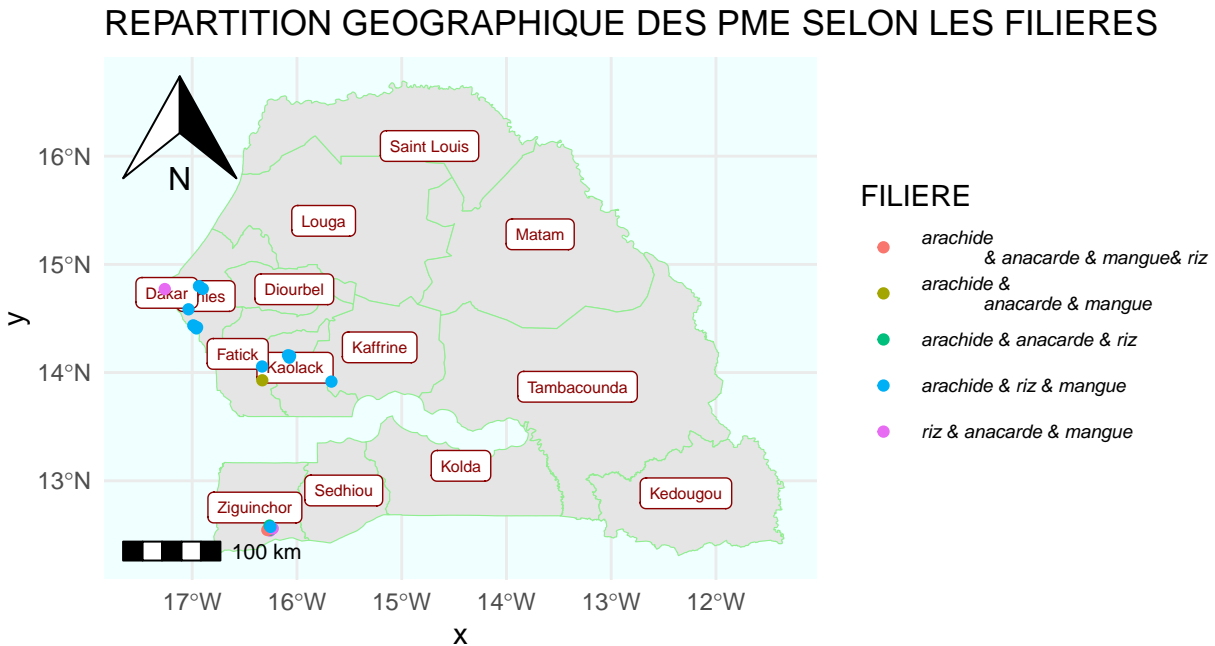 REPARTITION GEOGRAPHIQUE DES PME SELON LES FILIERES
16°N
15°N
14°N
13°N
y
N
Saint Louis
Louga
Matam
Dakar
hies
Diourbel
Fatick
Kaolack
Kaffrine
Tambacounda
Kolda
Sedhiou
Kedougou
Ziguinchor
100 km
17°W
16°W
15°W
14°W
13°W
12°W
x
FILIERE
arachide
& anacarde & mangue& riz
arachide &
anacarde & mangue
arachide & anacarde & riz
arachide & riz & mangue
riz & anacarde & mangue